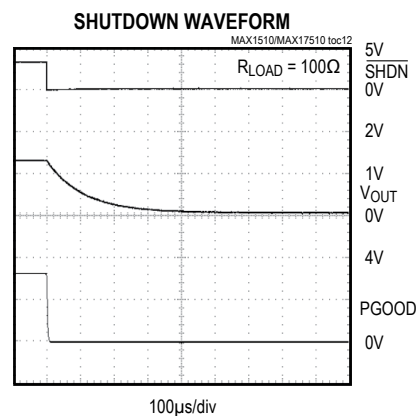 SHUTDOWN WAVEFORM
MAX1510/MAX17510 toc12
RLOAD = 100Ω
5V
SHDN
0V
2V
1V
VOUT
0V
4V
PGOOD
0V
100µs/div